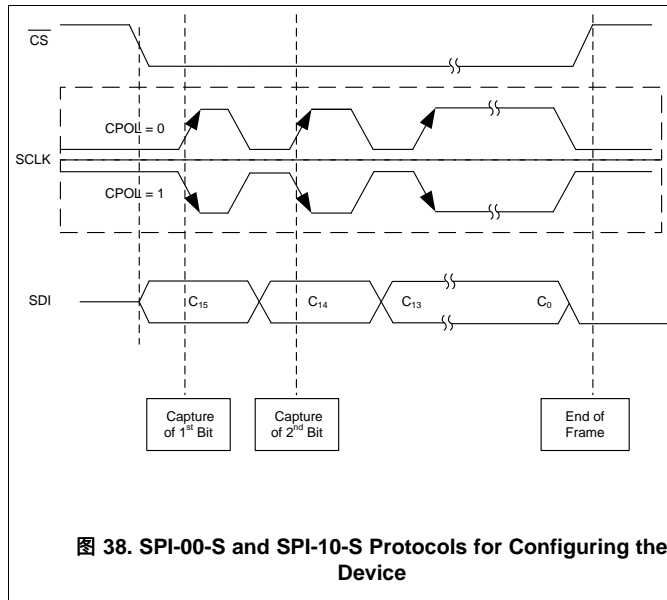 CS
CPOL = 0
SCLK
CPOL = 1
SDI
C15
C14
C13
C0
Capture
of 1st Bit
Capture
of 2nd Bit
End of
Frame
图 38. SPI-00-S and SPI-10-S Protocols for Configuring the
Device